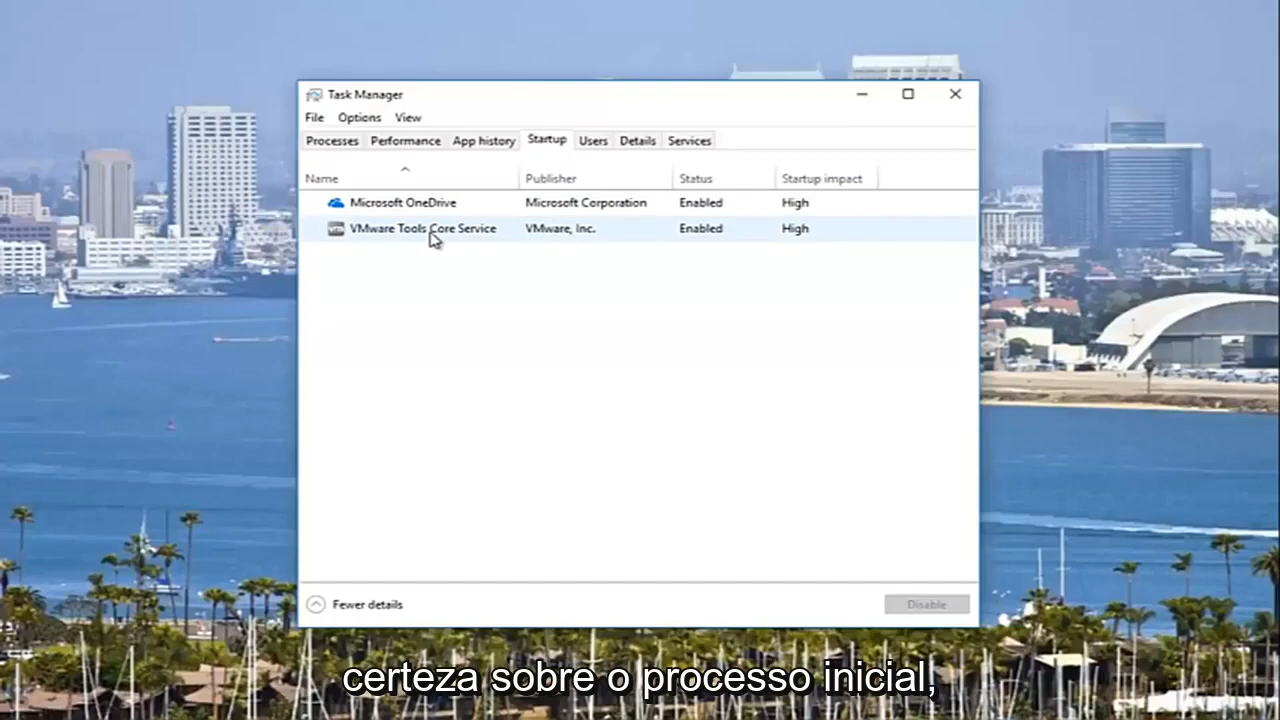 Task Manager
File Options View
Processes Performance App history Startup Users Details Services
Name Publisher Status Startup impact
Microsoft OneDrive Microsoft Corporation Enabled High
VMware Tools Core Service VMware, Inc. Enabled High
Fewer details Disable
certeza sobre o processo inicial,